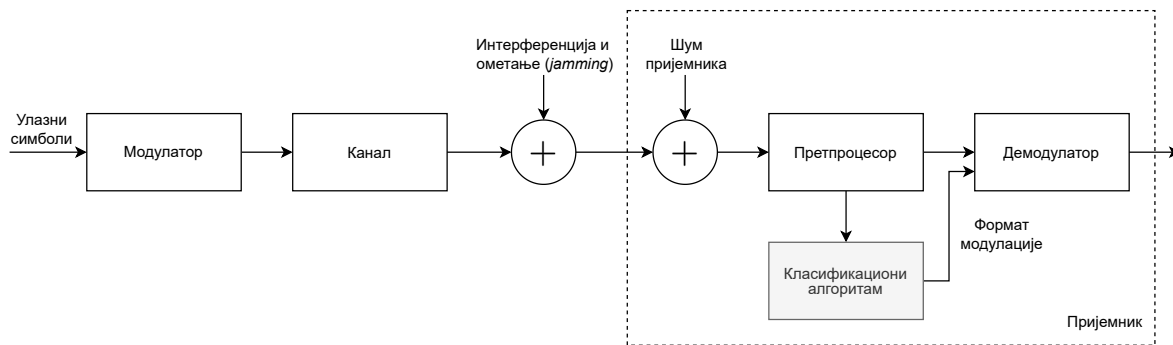 Интерференција и
ометање (jamming)
Шум
пријемника
Улазни
симболи
Модулатор
Канал
+
+
Претпроцесор
Демодулатор
Формат
модулације
Класификациони
алгоритам
Пријемник